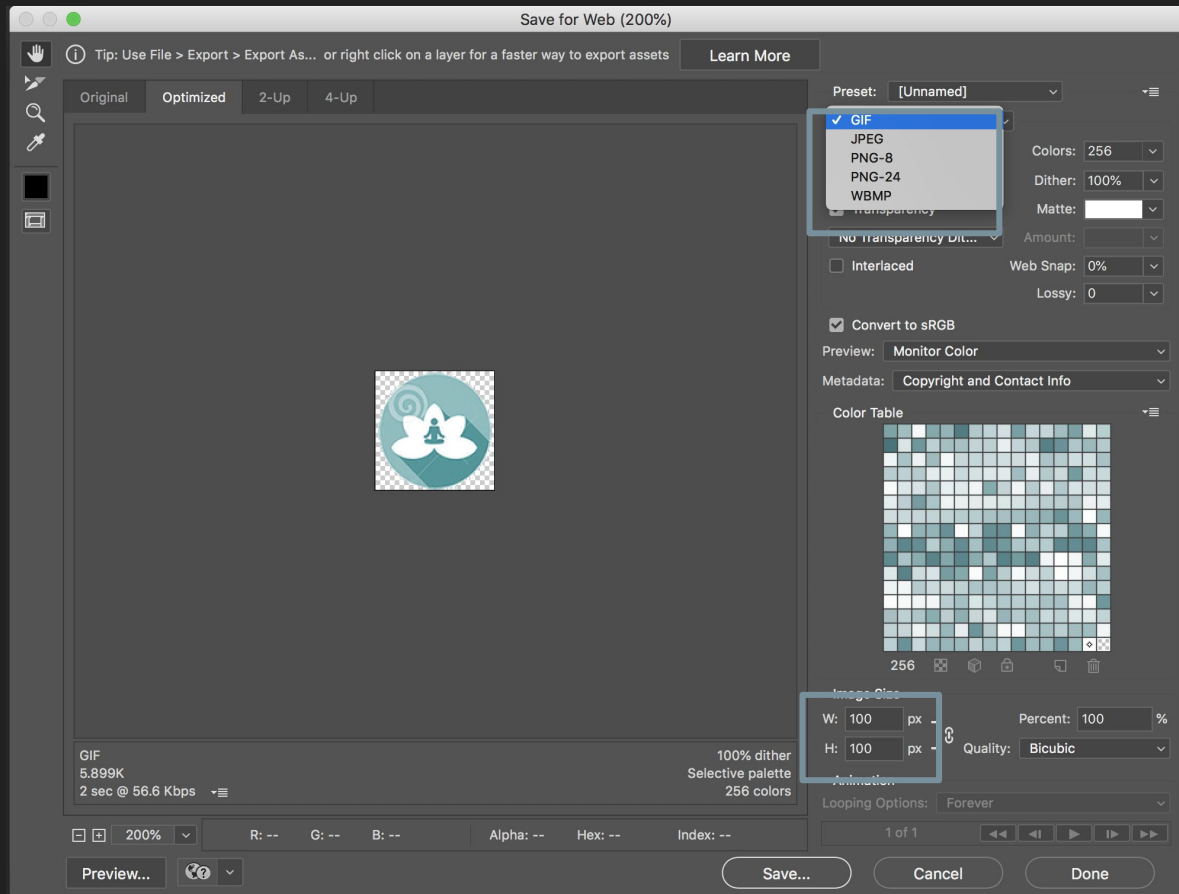 Save for Web (200%)
Tip: Use File > Export > Export As... or right click on a layer for a faster way to export assets
Learn More
Original
Optimized
2-Up
4-Up
Preset: [Unnamed]
GIF
JPEG
PNG-8
PNG-24
WBMP
Colors: 256
Dither: 100%
Transparency
Matte:
No Transparency Dit...
Amount:
Interlaced
Web Snap: 0%
Lossy: 0
Convert to sRGB
Preview: Monitor Color
Metadata: Copyright and Contact Info
Color Table
256
Image Size
W: 100 px
Percent: 100 %
H: 100 px
Quality: Bicubic
Animation
Looping Options: Forever
1 of 1
GIF
5.899K
2 sec @ 56.6 Kbps
100% dither
Selective palette
256 colors
200%
R: -- G: -- B: -- Alpha: -- Hex: -- Index: --
Preview...
Save...
Cancel
Done